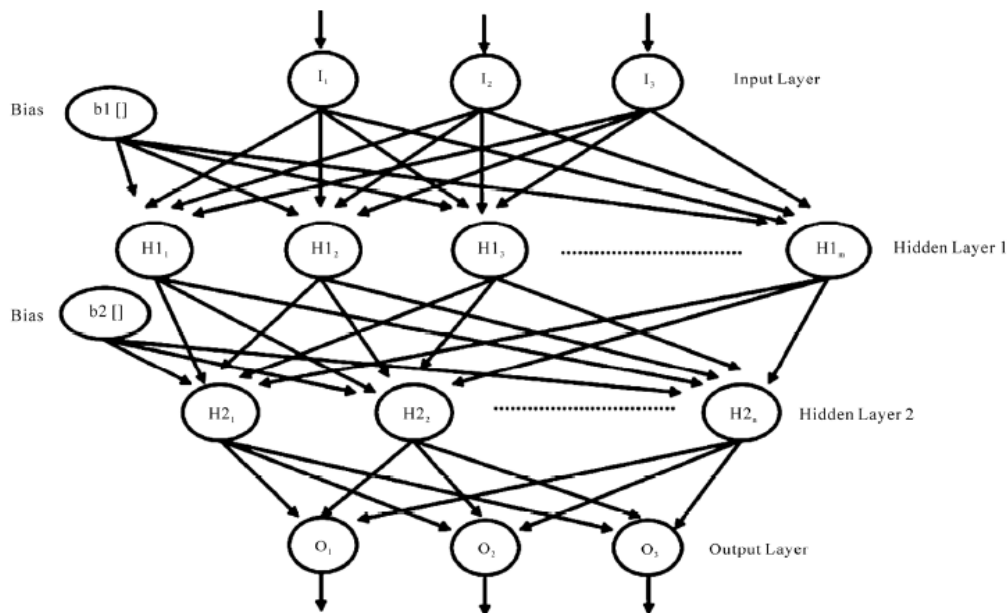 I₁ I₂ I₃ Input Layer
Bias b1 []
H1₁ H1₂ H1₃ H1ₘ Hidden Layer 1
Bias b2 []
H2₁ H2₂ H2ₙ Hidden Layer 2
O₁ O₂ O₃ Output Layer